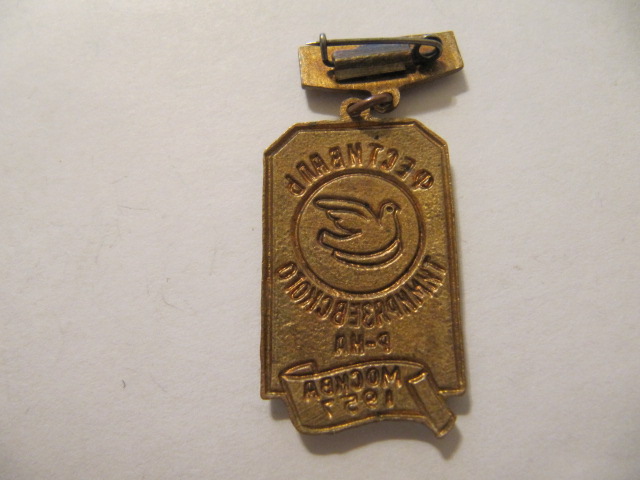 ФЕСТИВАЛЬ
ТИМИРЯЗЕВСКОГО
Р-НА
МОСКВА
1957